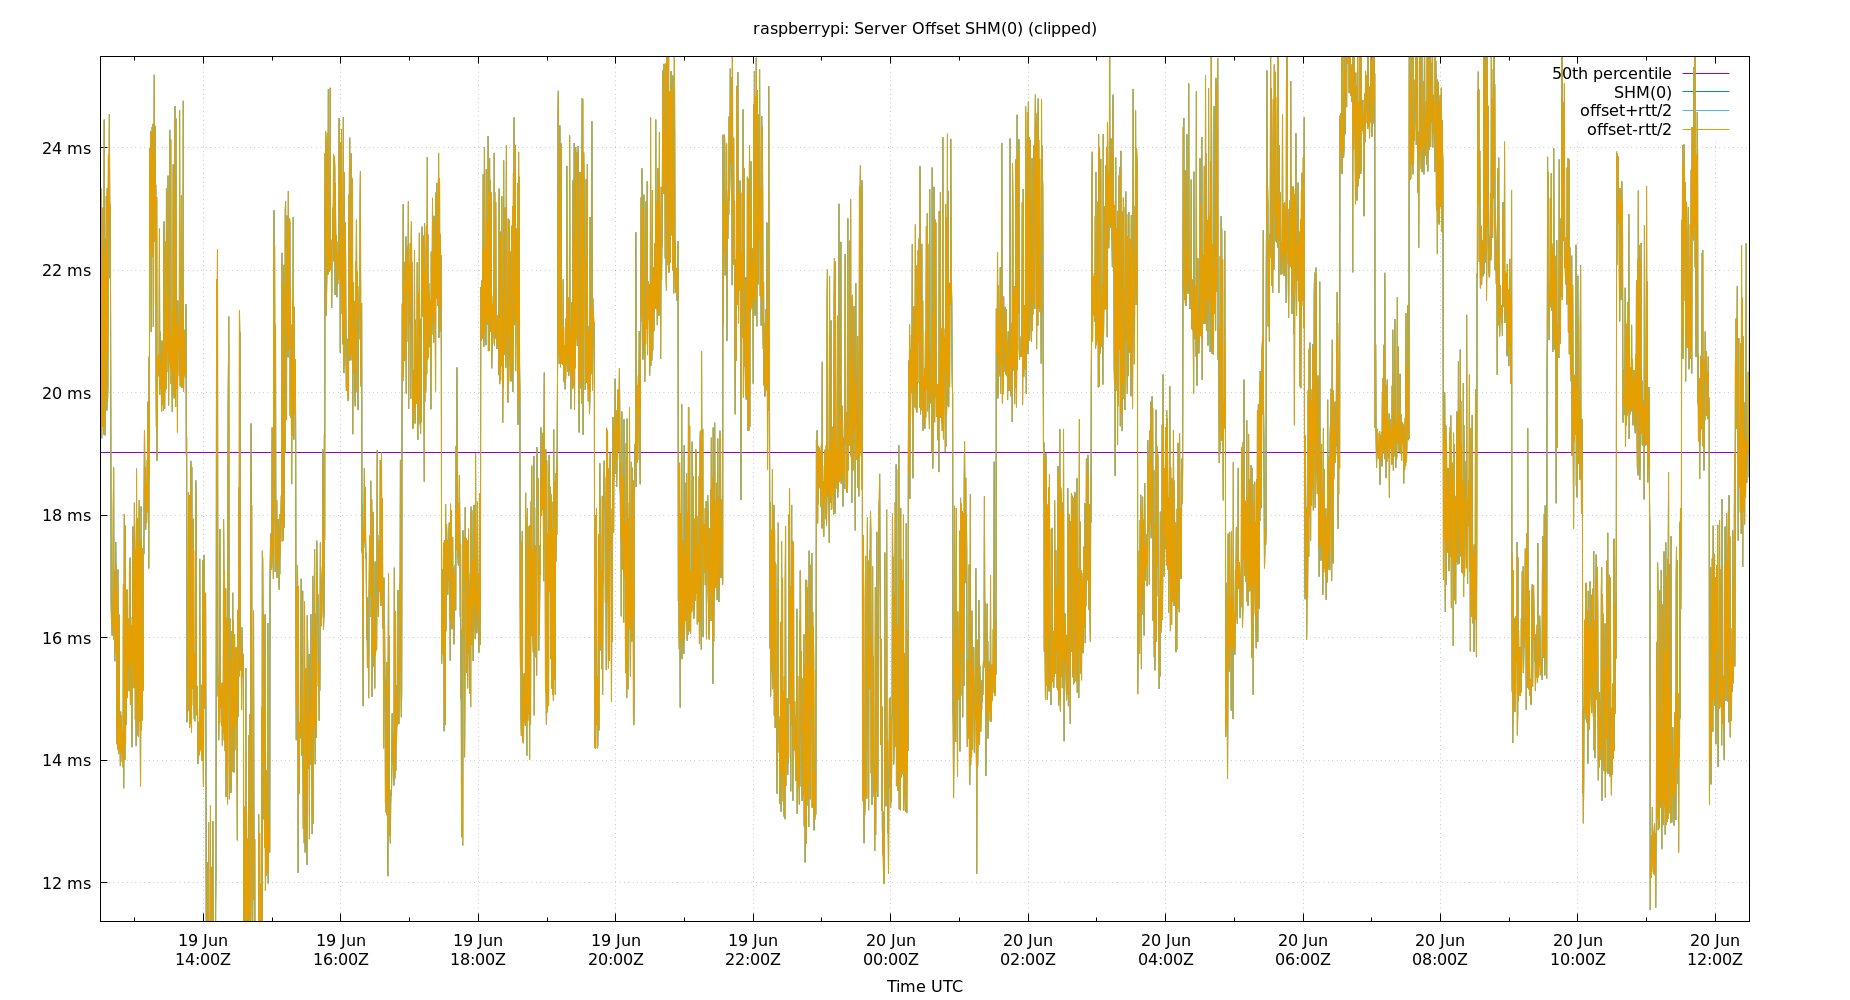 raspberrypi: Server Offset SHM(0) (clipped)
50th percentile
SHM(0)
offset+rtt/2
offset-rtt/2
24 ms
22 ms
20 ms
18 ms
16 ms
14 ms
12 ms
19 Jun 19 Jun 19 Jun 19 Jun 19 Jun 20 Jun 20 Jun 20 Jun 20 Jun 20 Jun 20 Jun 20 Jun
14:00Z 16:00Z 18:00Z 20:00Z 22:00Z 00:00Z 02:00Z 04:00Z 06:00Z 08:00Z 10:00Z 12:00Z
Time UTC